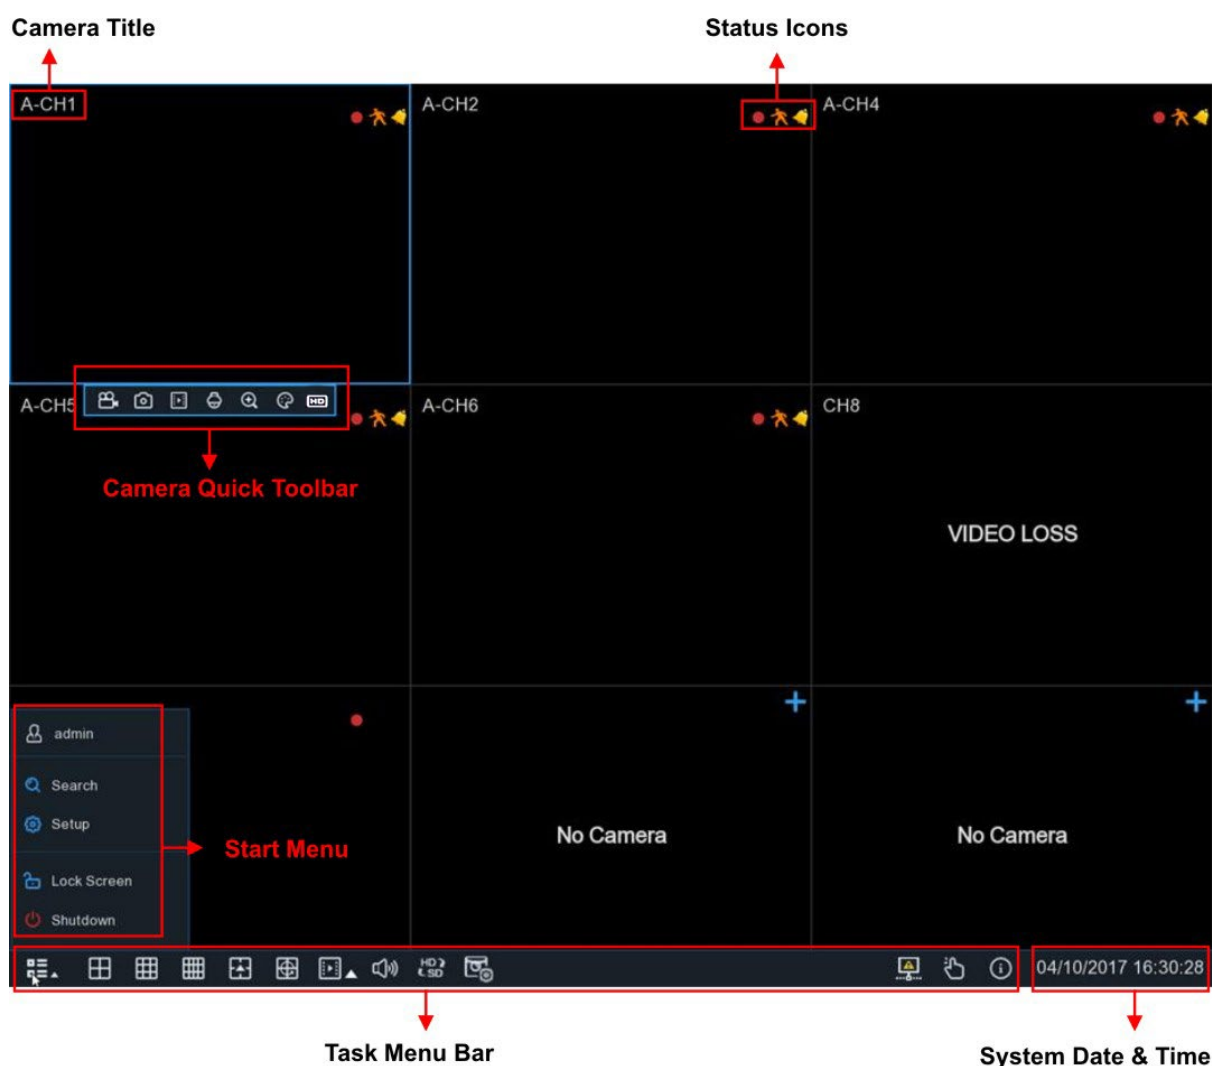 Camera Title
Status Icons
A-CH1
A-CH2
A-CH4
A-CH5
HD
A-CH6
CH8
Camera Quick Toolbar
VIDEO LOSS
admin
Search
Setup
Start Menu
No Camera
No Camera
Lock Screen
Shutdown
HD
SD
04/10/2017 16:30:28
Task Menu Bar
System Date & Time